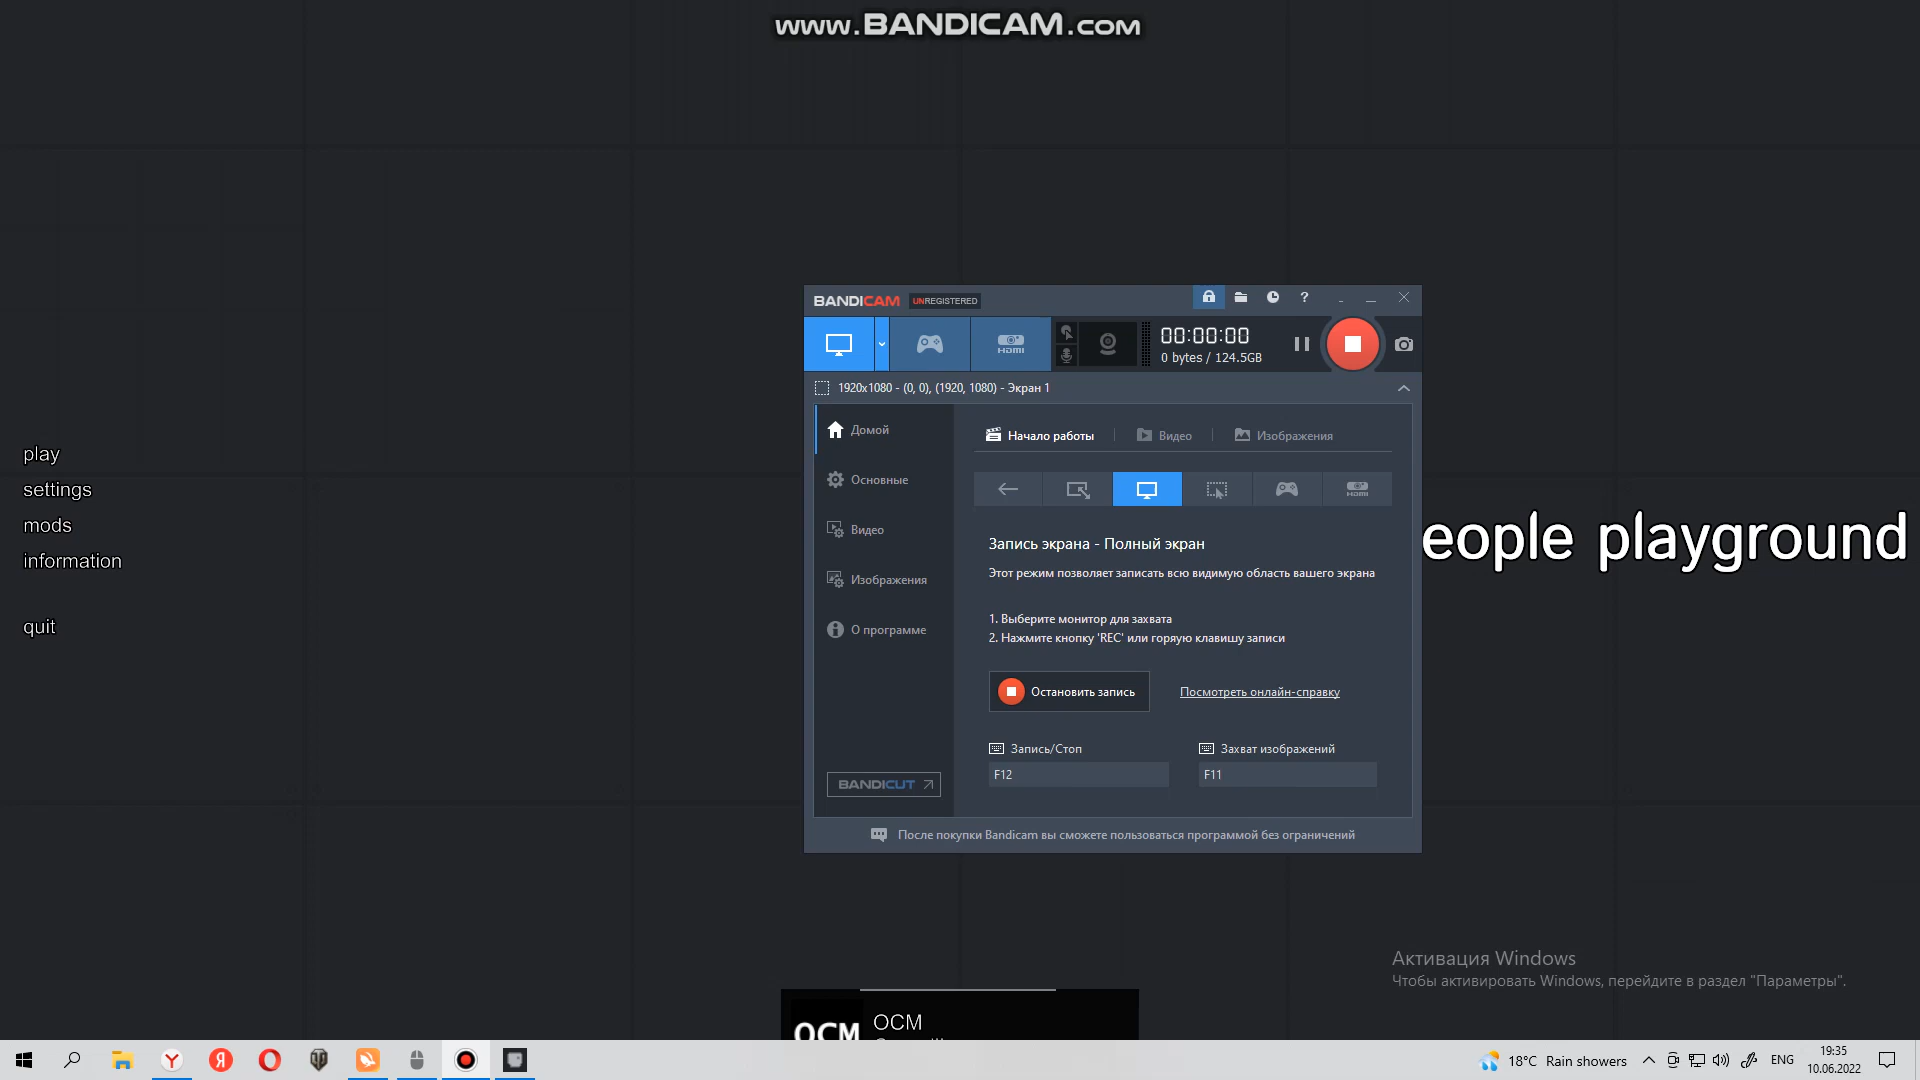 www.BANDICAM.com
BANDICAM UNREGISTERED
HDMI
00:00:00
0 bytes / 124.5GB
1920x1080 - (0, 0), (1920, 1080) - Экран 1
Домой
Основные
Видео
Изображения
О программе
BANDICUT
Начало работы
Видео
Изображения
HDMI
Запись экрана - Полный экран
Этот режим позволяет записать всю видимую область вашего экрана
1. Выберите монитор для захвата
2. Нажмите кнопку 'REC' или горяую клавишу записи
Остановить запись
Посмотреть онлайн-справку
Запись/Стоп
Захват изображений
F12
F11
После покупки Bandicam вы сможете пользоваться программой без ограничений
play
settings
mods
information
quit
eople playground
Активация Windows
Чтобы активировать Windows, перейдите в раздел "Параметры".
OCM
OCM
18°C Rain showers
ENG
19:35
10.06.2022